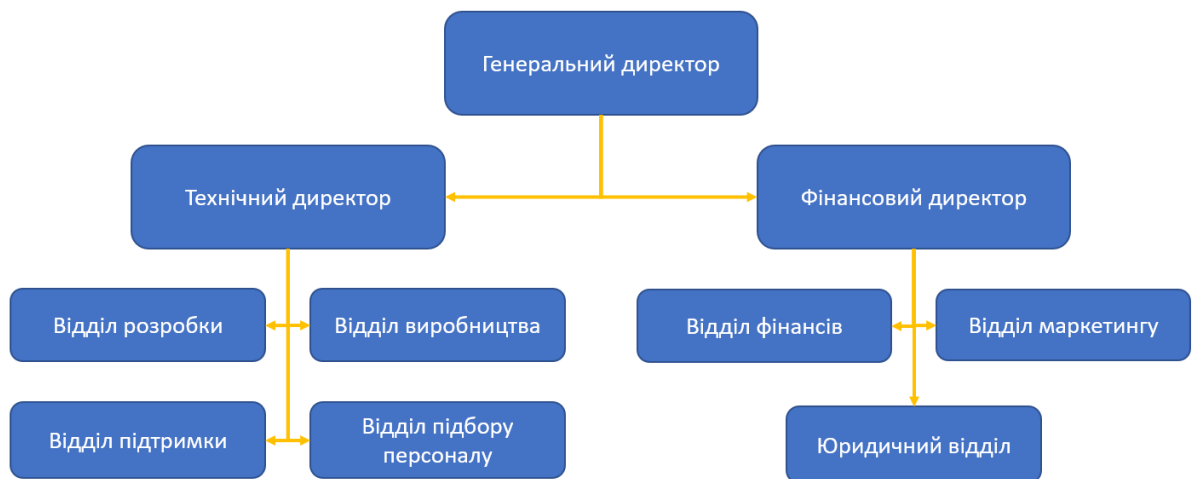 Генеральний директор
Технічний директор
Фінансовий директор
Відділ розробки
Відділ виробництва
Відділ фінансів
Відділ маркетингу
Відділ підтримки
Відділ підбору
персоналу
Юридичний відділ